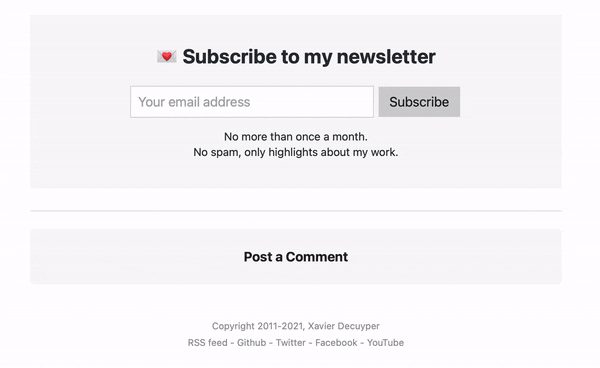 Subscribe to my newsletter
Your email address
Subscribe
No more than once a month.
No spam, only highlights about my work.
Post a Comment
Copyright 2011-2021, Xavier Decuyper
RSS feed - Github - Twitter - Facebook - YouTube